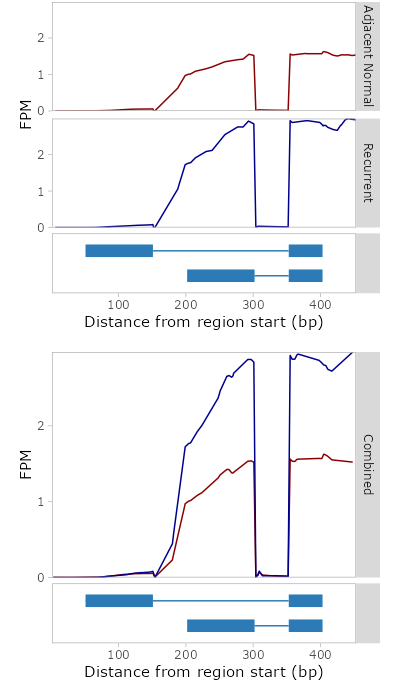 FPM
2
1
0
Adjacent Normal
2
1
0
Recurrent
100 200 300 400
Distance from region start (bp)
FPM
2
1
0
Combined
100 200 300 400
Distance from region start (bp)